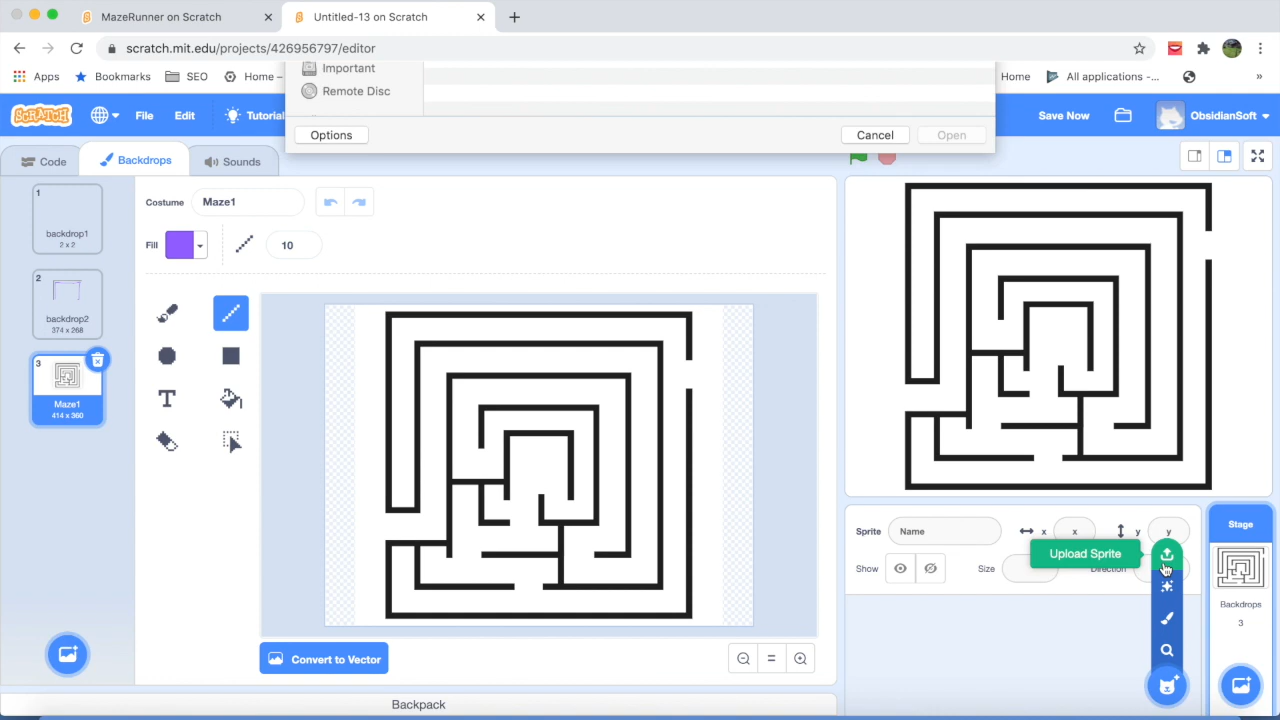 MazeRunner on Scratch
Untitled-13 on Scratch
scratch.mit.edu/projects/426956797/editor
Apps
Bookmarks
SEO
Home –
Important
Home
All applications -...
»
Remote Disc
SCRATCH
File
Edit
Tutorial
Options
Cancel
Open
Save Now
ObsidianSoft
Code
Backdrops
Sounds
1
backdrop1
2 x 2
2
backdrop2
374 x 268
3
Maze1
414 x 360
Costume
Maze1
Fill
10
T
Convert to Vector
Backpack
Sprite
Name
x
x
y
y
Upload Sprite
Show
Size
Direction
Stage
Backdrops
3